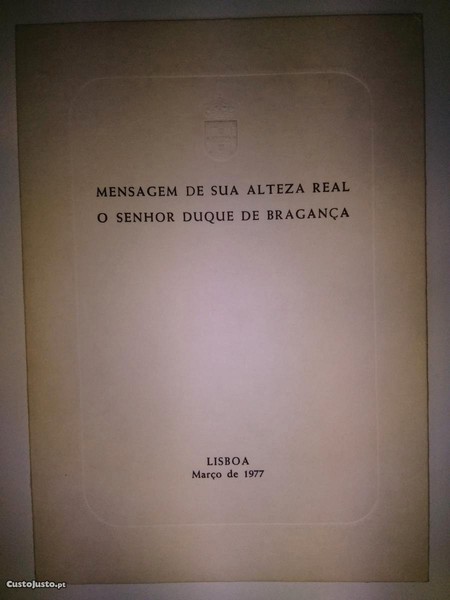 MENSAGEM DE SUA ALTEZA REAL
O SENHOR DUQUE DE BRAGANÇA
LISBOA
Março de 1977
CustoJusto.pt